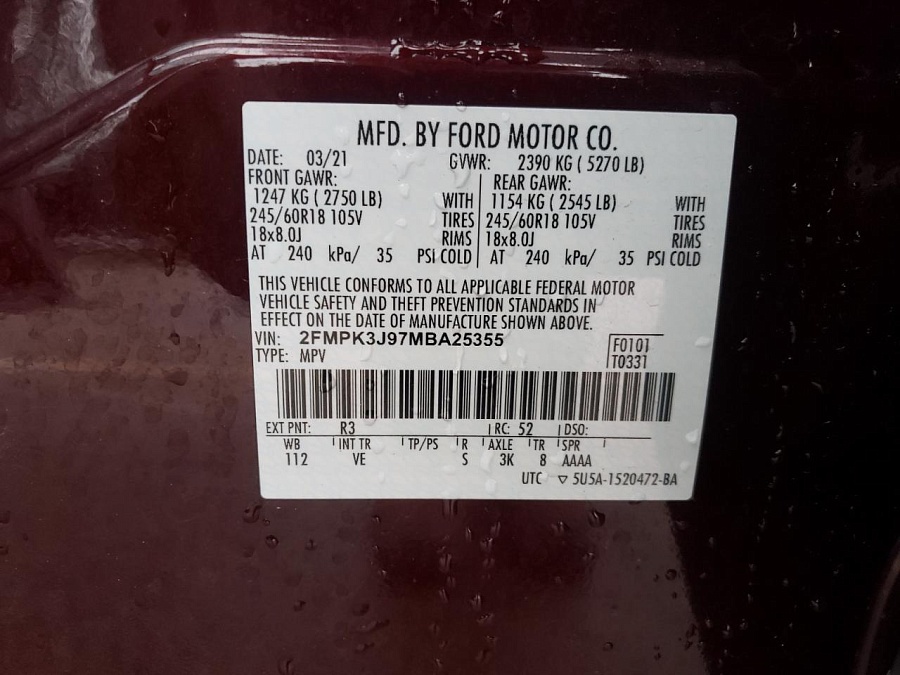 MFD. BY FORD MOTOR CO.
DATE: 03/21 GVWR: 2390 KG ( 5270 LB)
FRONT GAWR: REAR GAWR:
1247 KG ( 2750 LB) WITH 1154 KG ( 2545 LB) WITH
245/60R18 105V TIRES 245/60R18 105V TIRES
18x8.0J RIMS 18x8.0J RIMS
AT 240 kPa/ 35 PSI COLD AT 240 kPa/ 35 PSI COLD
THIS VEHICLE CONFORMS TO ALL APPLICABLE FEDERAL MOTOR
VEHICLE SAFETY AND THEFT PREVENTION STANDARDS IN
EFFECT ON THE DATE OF MANUFACTURE SHOWN ABOVE.
VIN: 2FMPK3J97MBA25355 F0101
TYPE: MPV T0331
EXT PNT: R3 RC: 52 DSO:
WB INT TR TP/PS R AXLE TR SPR
112 VE S 3K 8 AAAA
UTC ▽ 5U5A-1520472-BA